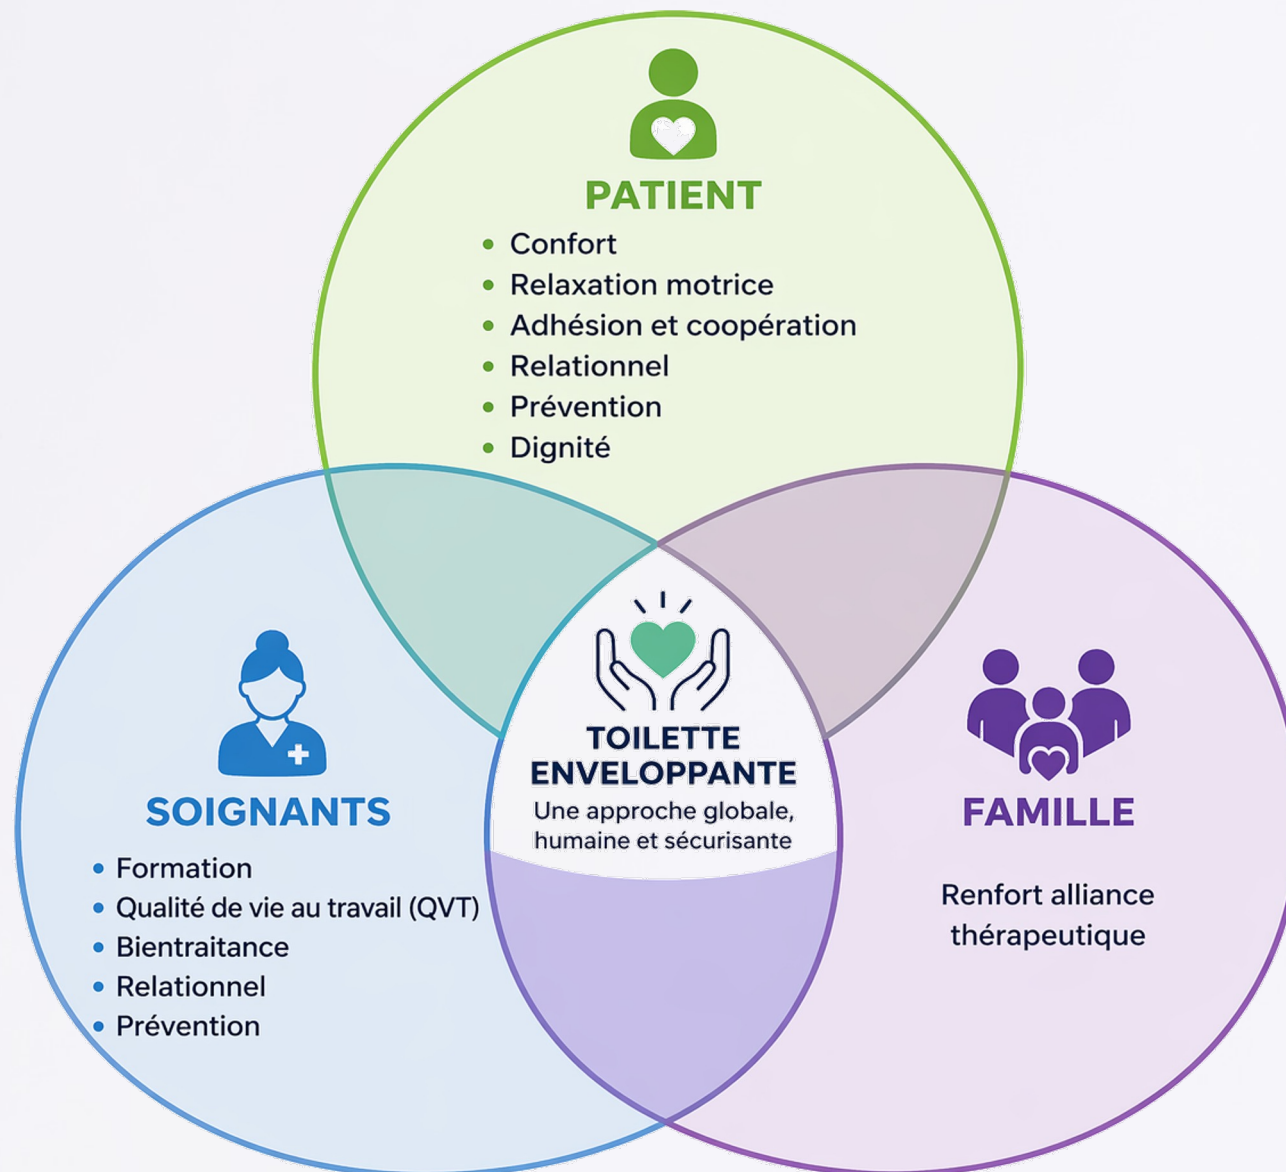 PATIENT
• Confort
• Relaxation motrice
• Adhésion et coopération
• Relationnel
• Prévention
• Dignité
TOILETTE
ENVELOPPANTE
Une approche globale,
humaine et sécurisante
SOIGNANTS
• Formation
• Qualité de vie au travail (QVT)
• Bientraitance
• Relationnel
• Prévention
FAMILLE
Renfort alliance
thérapeutique